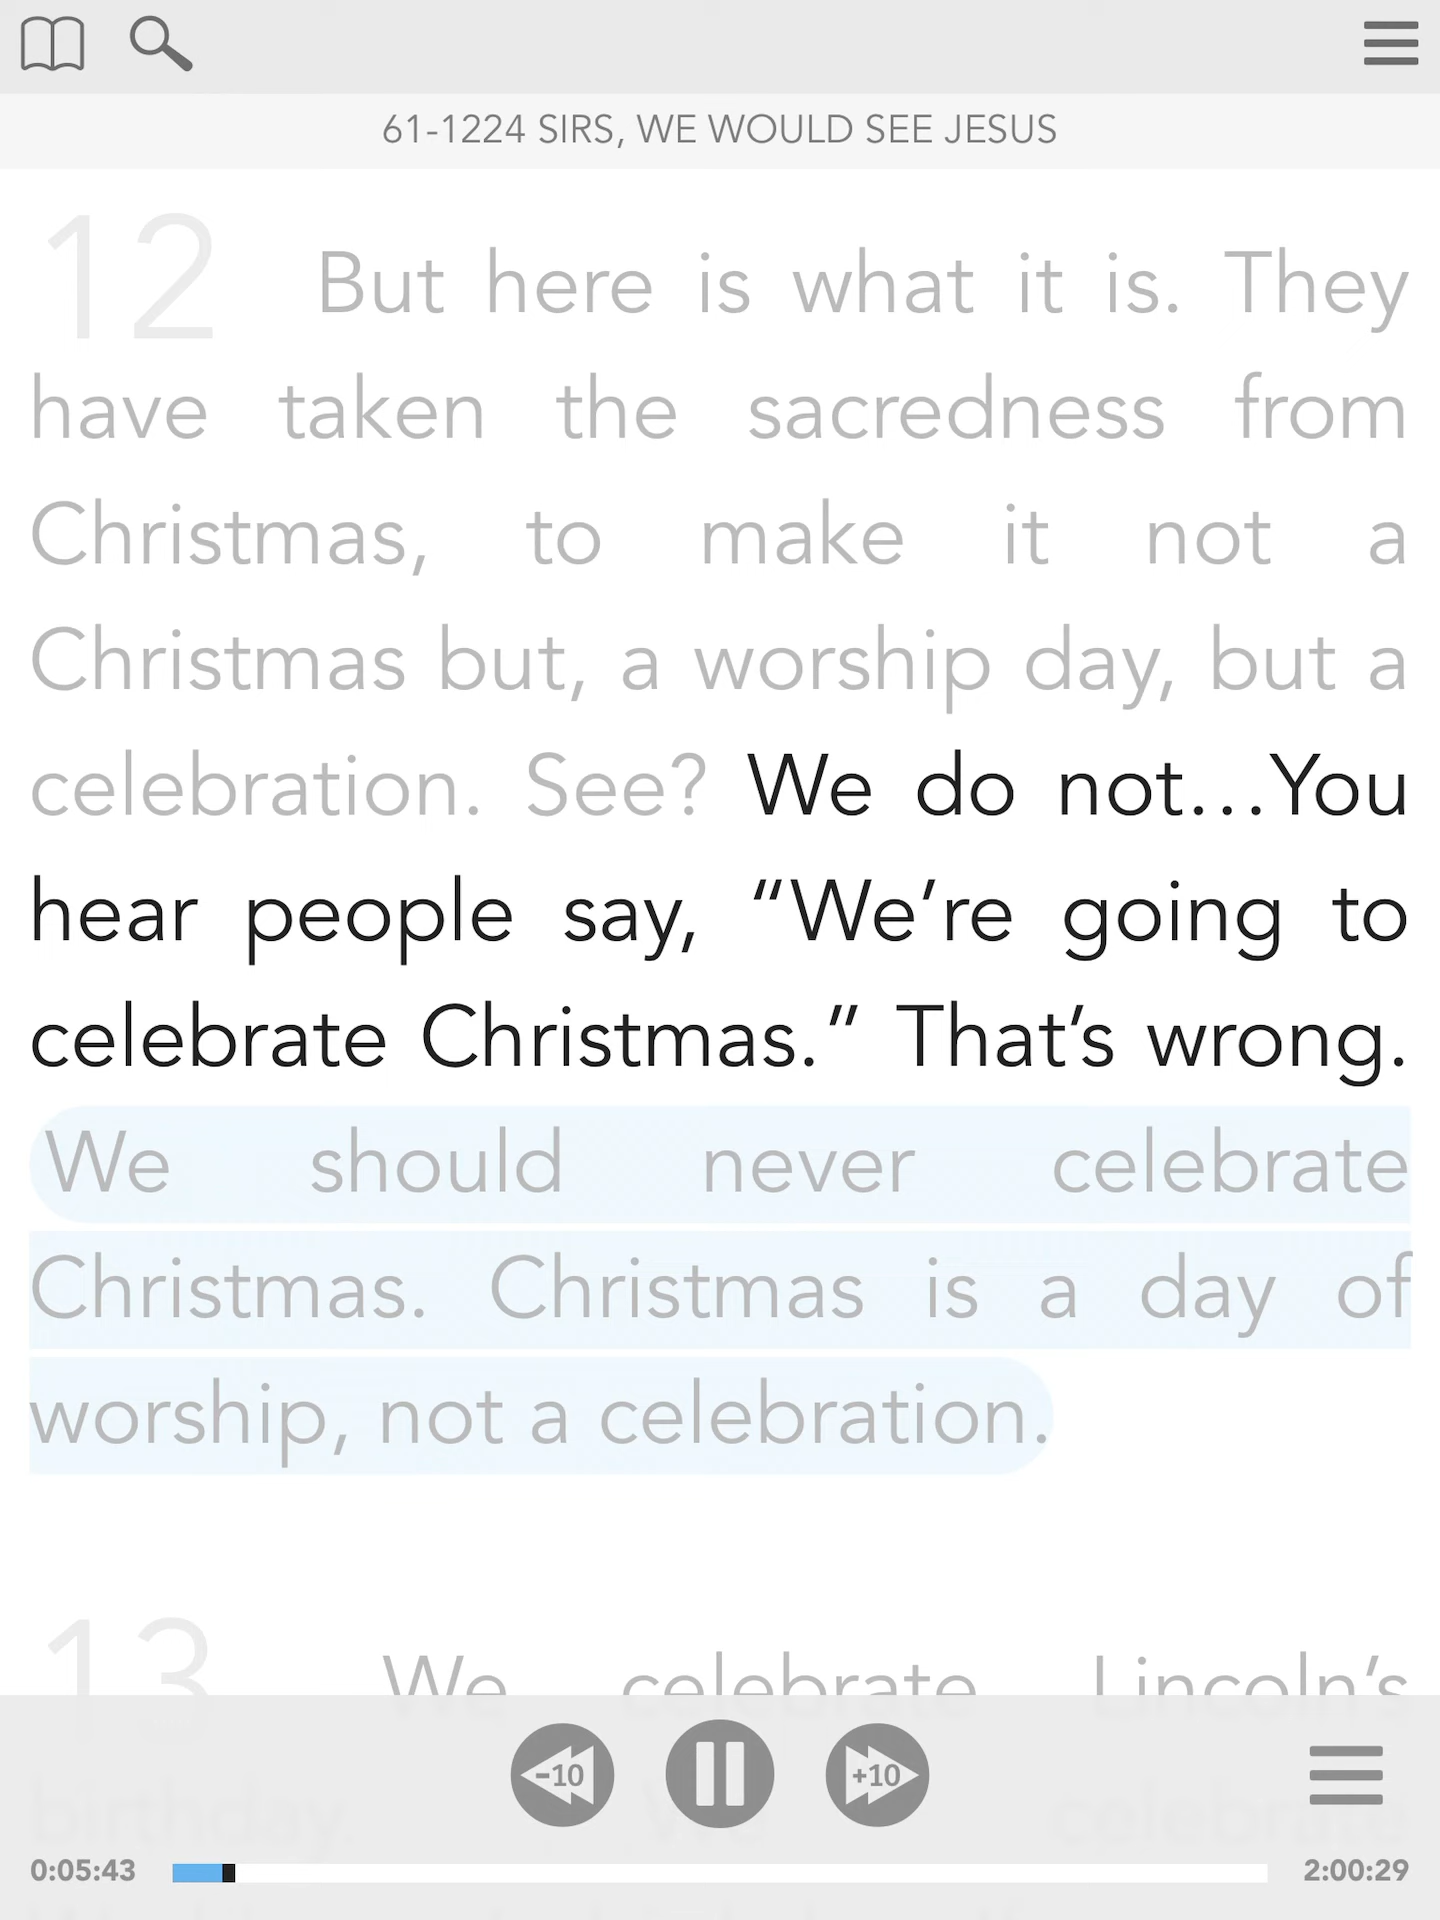 61-1224 SIRS, WE WOULD SEE JESUS
12 But here is what it is. They
have taken the sacredness from
Christmas, to make it not a
Christmas but, a worship day, but a
celebration. See? We do not…You
hear people say, “We’re going to
celebrate Christmas.” That’s wrong.
We should never celebrate
Christmas. Christmas is a day of
worship, not a celebration.
13 We celebrate Lincoln’s
birthday. We celebrate
-10 +10
0:05:43 2:00:29